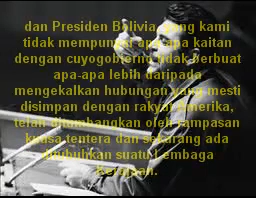 dan Presiden Bolivia, yang kami
tidak mempunyai apa-apa kaitan
dengan cuyogobierno tidak berbuat
apa-apa lebih daripada
mengekalkan hubungan yang mesti
disimpan dengan rakyat Amerika,
telah ditumbangkan oleh rampasan
kuasa tentera dan sekarang ada
ditubuhkan suatu Lembaga
Kerajaan.